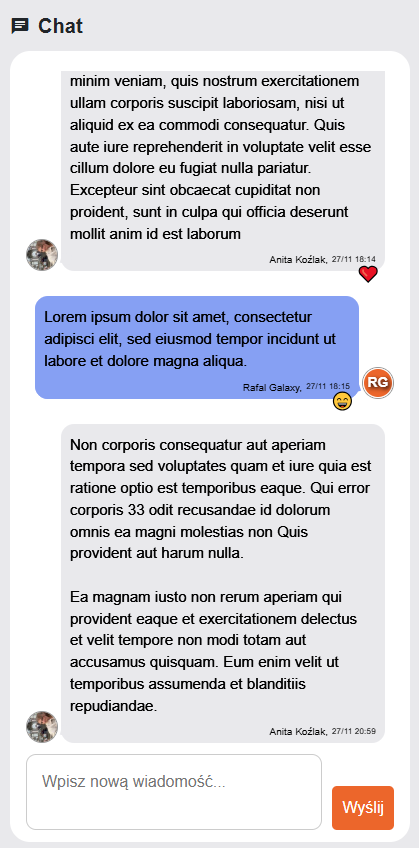 Chat
minim veniam, quis nostrum exercitationem
ullam corporis suscipit laboriosam, nisi ut
aliquid ex ea commodi consequatur. Quis
aute iure reprehenderit in voluptate velit esse
cillum dolore eu fugiat nulla pariatur.
Excepteur sint obcaecat cupiditat non
proident, sunt in culpa qui officia deserunt
mollit anim id est laborum
Anita Koźlak, 27/11 18:14
Lorem ipsum dolor sit amet, consectetur
adipisci elit, sed eiusmod tempor incidunt ut
labore et dolore magna aliqua.
Rafal Galaxy, 27/11 18:15
RG
Non corporis consequatur aut aperiam
tempora sed voluptates quam et iure quia est
ratione optio est temporibus eaque. Qui error
corporis 33 odit recusandae id dolorum
omnis ea magni molestias non Quis
provident aut harum nulla.
Ea magnam iusto non rerum aperiam qui
provident eaque et exercitationem delectus
et velit tempore non modi totam aut
accusamus quisquam. Eum enim velit ut
temporibus assumenda et blanditiis
repudiandae.
Anita Koźlak, 27/11 20:59
Wpisz nową wiadomość...
Wyślij